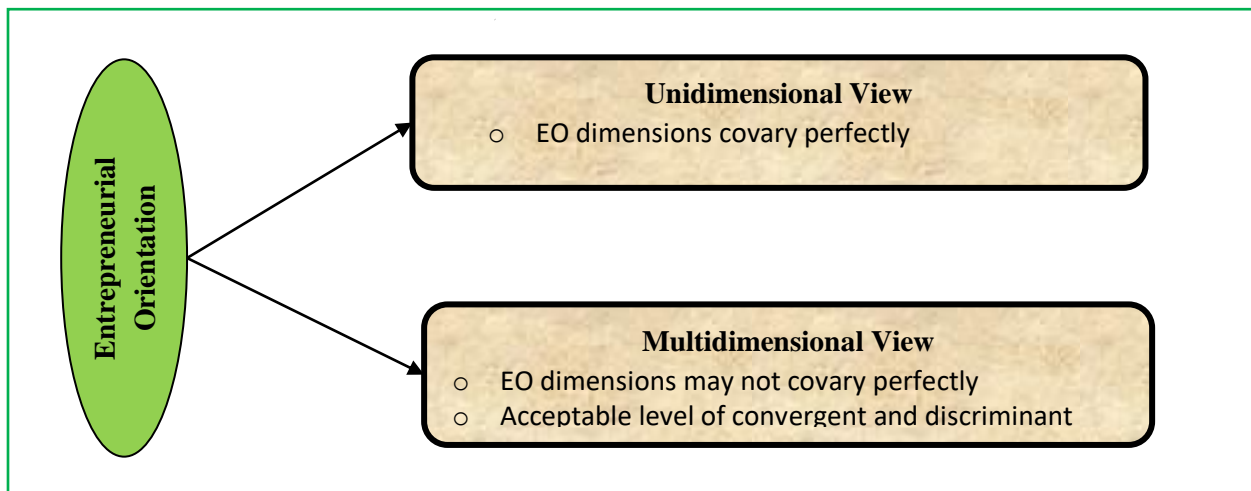 Entrepreneurial
Orientation
Unidimensional View
o EO dimensions covary perfectly
Multidimensional View
o EO dimensions may not covary perfectly
o Acceptable level of convergent and discriminant